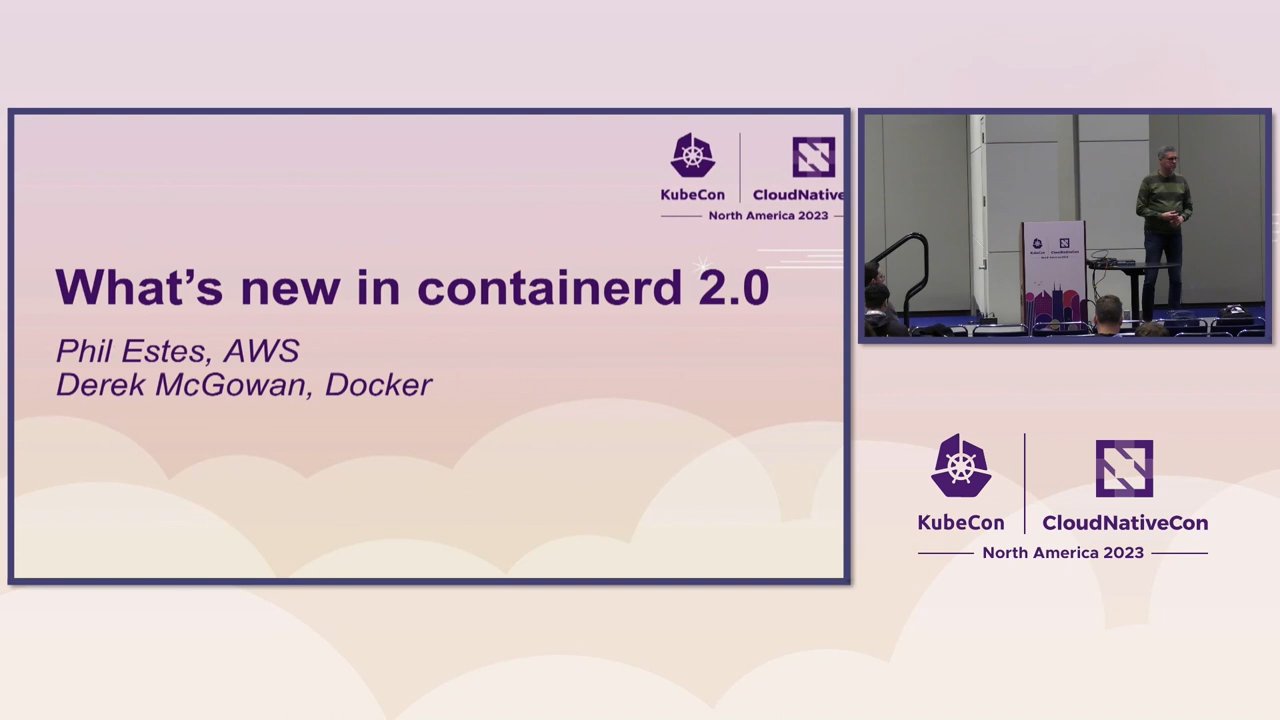 KubeCon
CloudNative
North America 2023
What's new in containerd 2.0
Phil Estes, AWS
Derek McGowan, Docker
KubeCon
CloudNativeCon
North America 2023